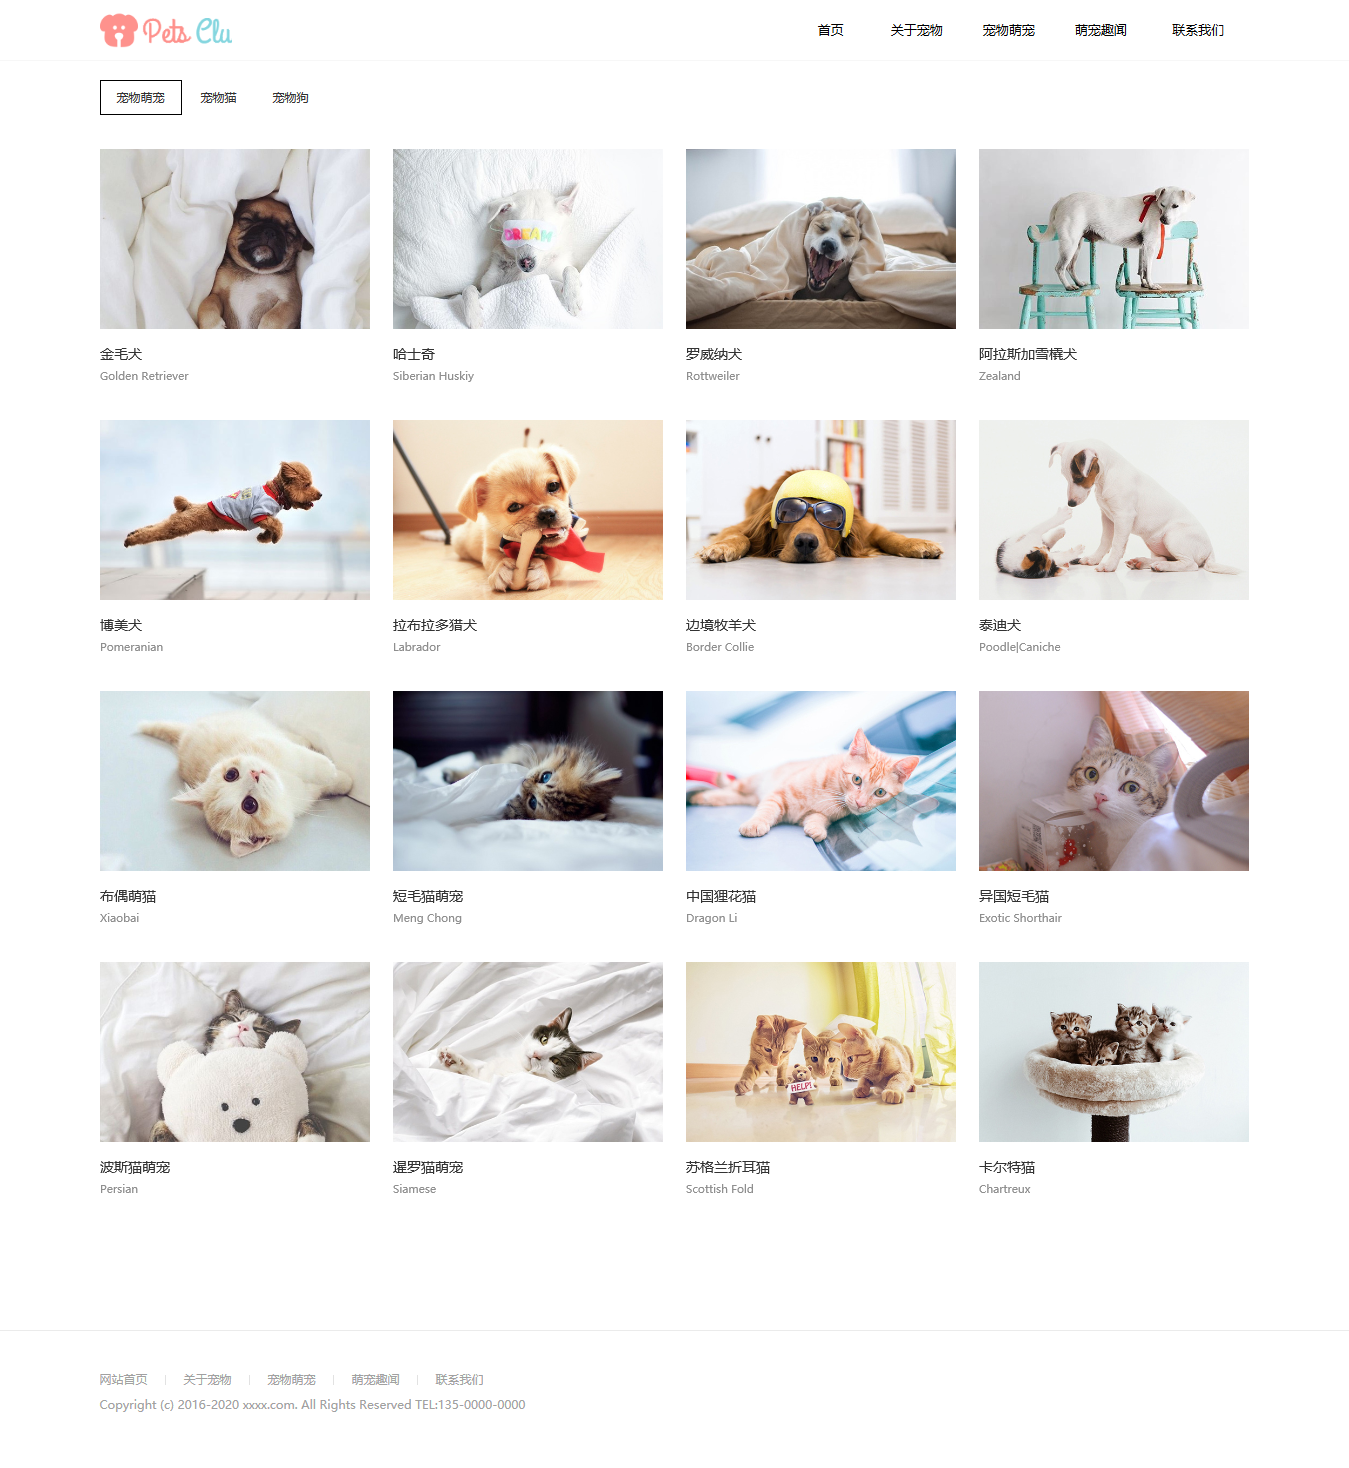 Pets Clu
首页 关于宠物 宠物萌宠 萌宠趣闻 联系我们
宠物萌宠 宠物猫 宠物狗
DREAM
金毛犬 哈士奇 罗威纳犬 阿拉斯加雪橇犬
Golden Retriever Siberian Huskiy Rottweiler Zealand
博美犬 拉布拉多猎犬 边境牧羊犬 泰迪犬
Pomeranian Labrador Border Collie Poodle|Caniche
布偶萌猫 短毛猫萌宠 中国狸花猫 异国短毛猫
Xiaobai Meng Chong Dragon Li Exotic Shorthair
HELP!
波斯猫萌宠 暹罗猫萌宠 苏格兰折耳猫 卡尔特猫
Persian Siamese Scottish Fold Chartreux
网站首页 | 关于宠物 | 宠物萌宠 | 萌宠趣闻 | 联系我们
Copyright (c) 2016-2020 xxxx.com. All Rights Reserved TEL:135-0000-0000